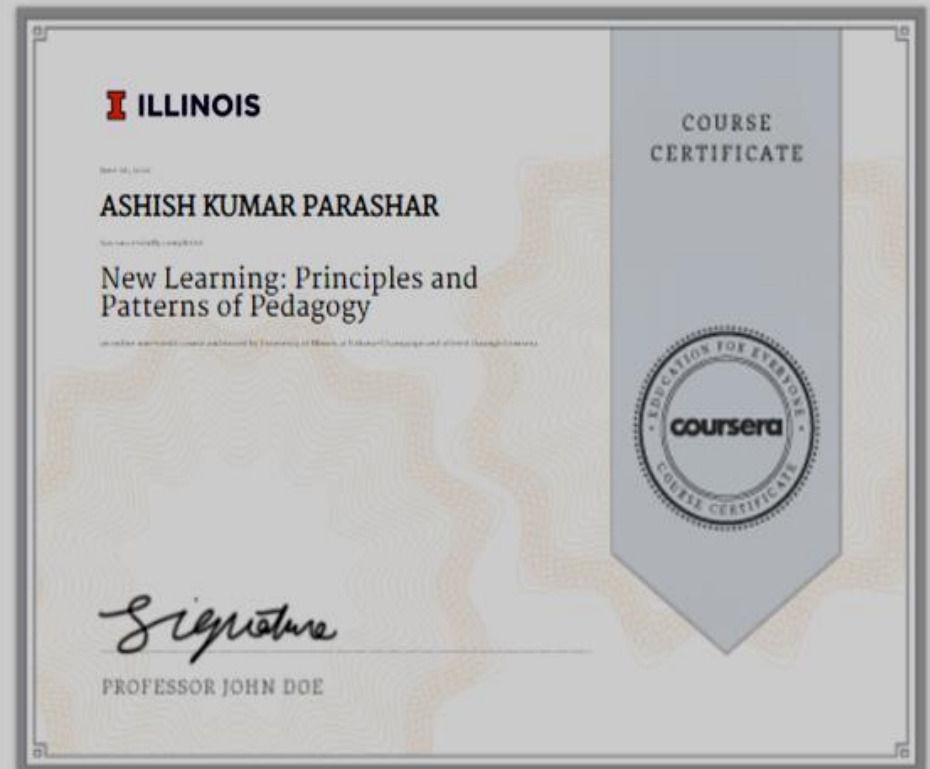 ILLINOIS
ASHISH KUMAR PARASHAR
New Learning: Principles and
Patterns of Pedagogy
COURSE
CERTIFICATE
EDUCATION FOR EVERYONE
coursera
COURSE CERTIFICATE
Signature
PROFESSOR JOHN DOE